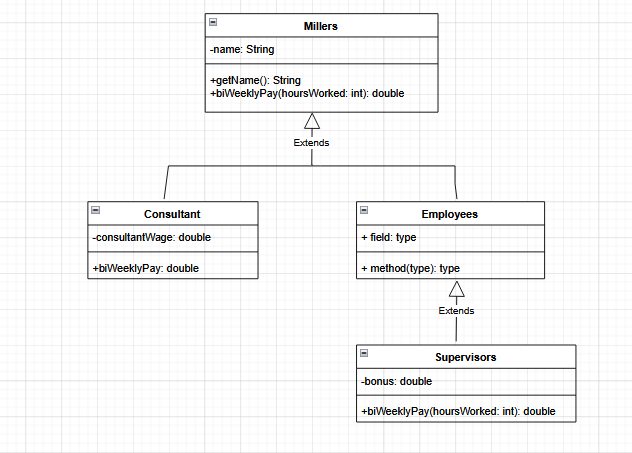 Millers
-name: String
+getName(): String
+biWeeklyPay(hoursWorked: int): double
Extends
Consultant
-consultantWage: double
+biWeeklyPay: double
Employees
+ field: type
+ method(type): type
Extends
Supervisors
-bonus: double
+biWeeklyPay(hoursWorked: int): double